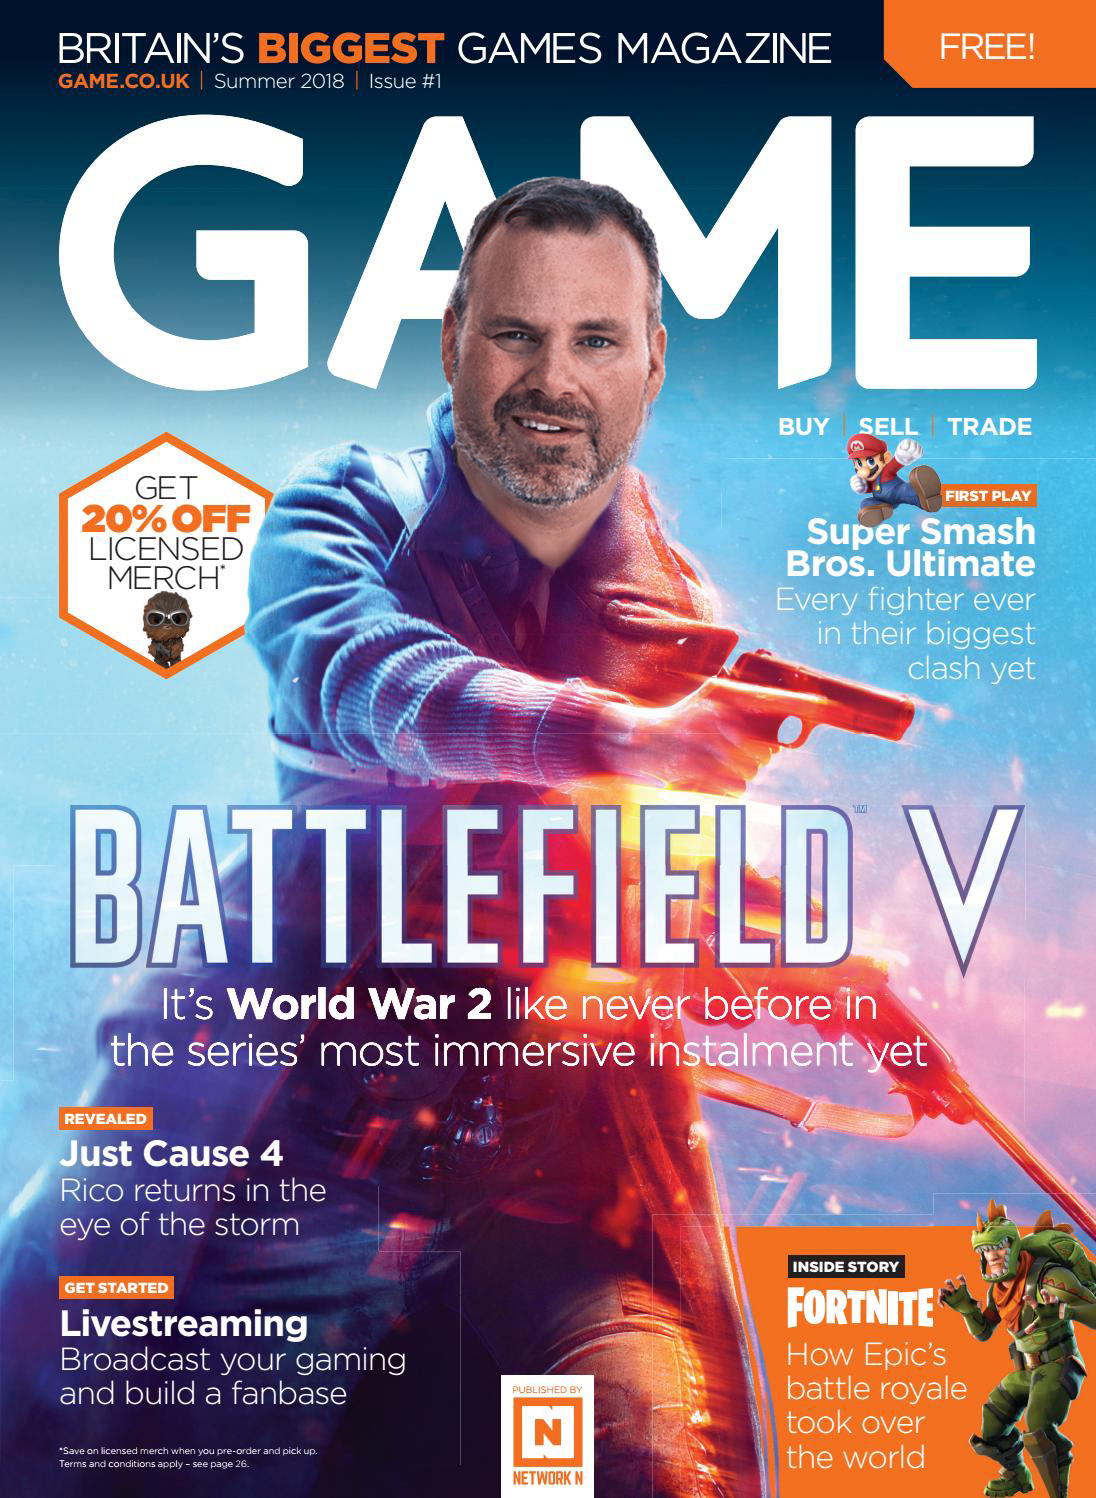 BRITAIN'S BIGGEST GAMES MAGAZINE
FREE!
GAME.CO.UK | Summer 2018 | Issue #1
GAME
BUY | SELL | TRADE
GET
20% OFF
LICENSED
MERCH*
FIRST PLAY
Super Smash
Bros. Ultimate
Every fighter ever
in their biggest
clash yet
BATTLEFIELD™ V
It's World War 2 like never before in
the series' most immersive instalment yet
REVEALED
Just Cause 4
Rico returns in the
eye of the storm
GET STARTED
Livestreaming
Broadcast your gaming
and build a fanbase
*Save on licensed merch when you pre-order and pick up.
Terms and conditions apply – see page 26.
PUBLISHED BY
N
NETWORK N
INSIDE STORY
FORTNITE
How Epic's
battle royale
took over
the world